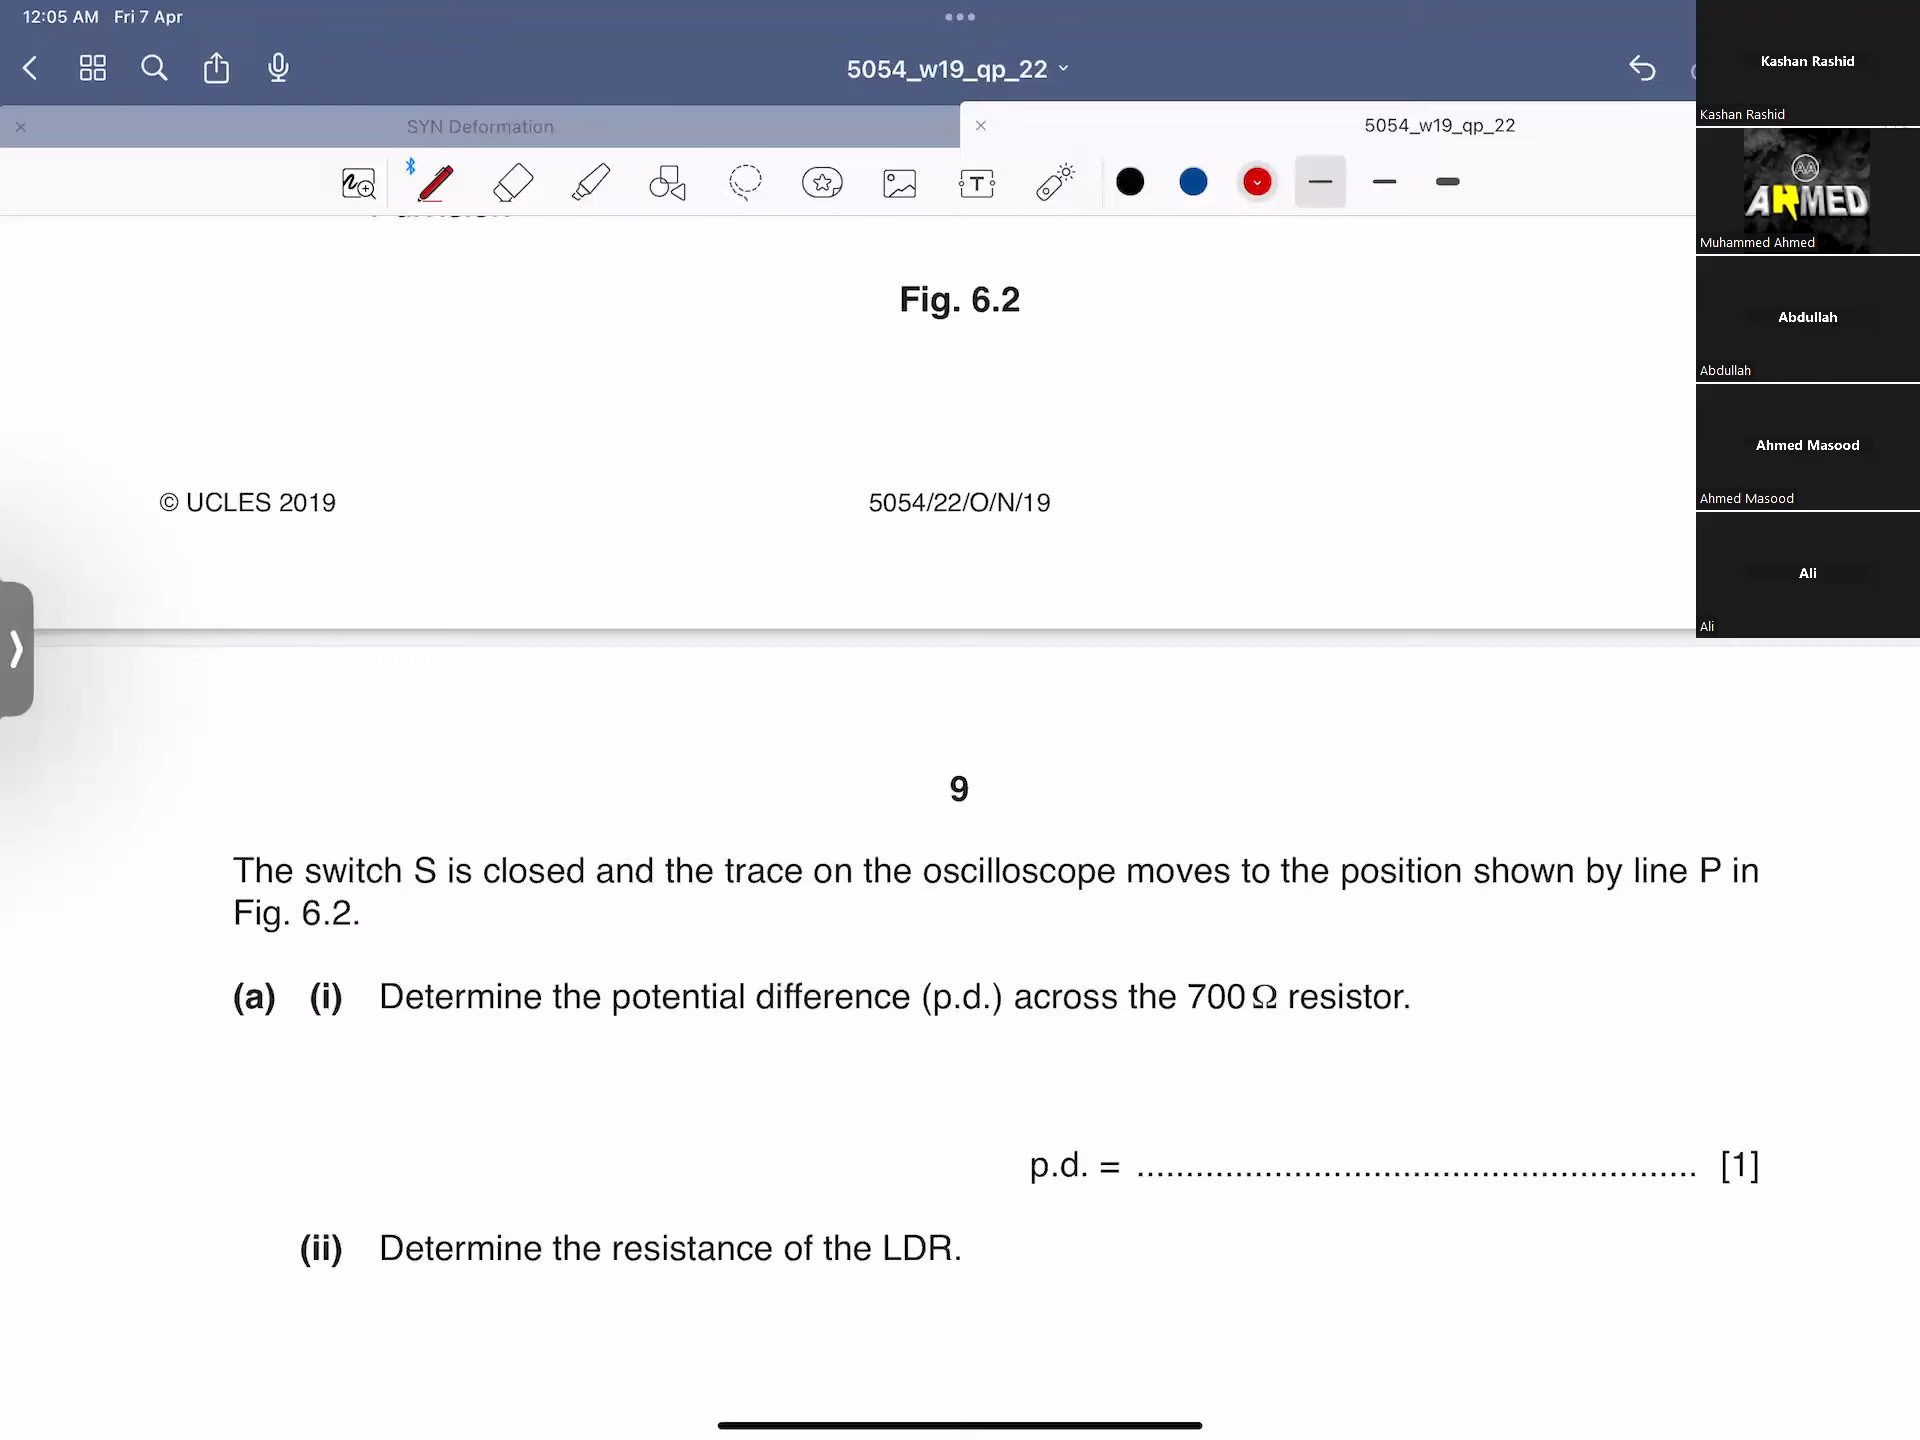 12:05 AM Fri 7 Apr
5054_w19_qp_22
SYN Deformation
5054_w19_qp_22
T
Fig. 6.2
© UCLES 2019
5054/22/O/N/19
Kashan Rashid
Kashan Rashid
AA
ARMED
Muhammed Ahmed
Abdullah
Abdullah
Ahmed Masood
Ahmed Masood
Ali
Ali
9
The switch S is closed and the trace on the oscilloscope moves to the position shown by line P in
Fig. 6.2.
(a) (i) Determine the potential difference (p.d.) across the 700 Ω resistor.
p.d. = ......................................................... [1]
(ii) Determine the resistance of the LDR.